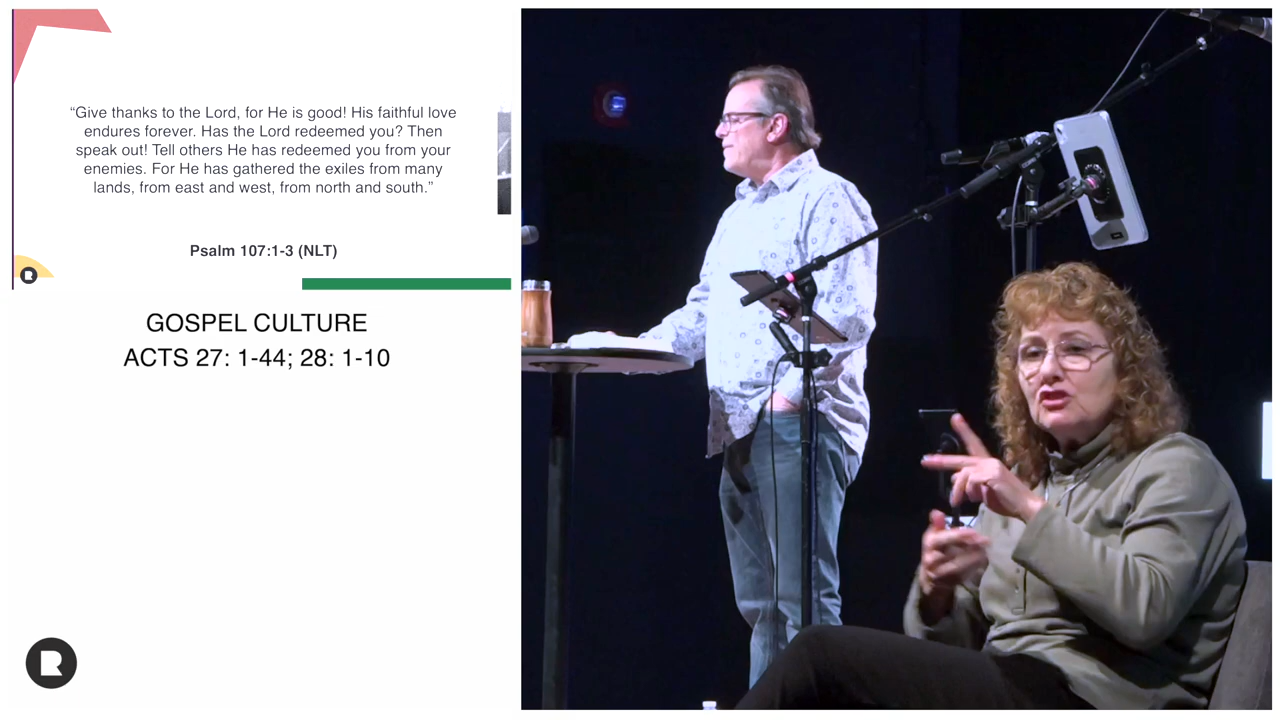 “Give thanks to the Lord, for He is good! His faithful love
endures forever. Has the Lord redeemed you? Then
speak out! Tell others He has redeemed you from your
enemies. For He has gathered the exiles from many
lands, from east and west, from north and south.”
Psalm 107:1-3 (NLT)
R
GOSPEL CULTURE
ACTS 27: 1-44; 28: 1-10
R